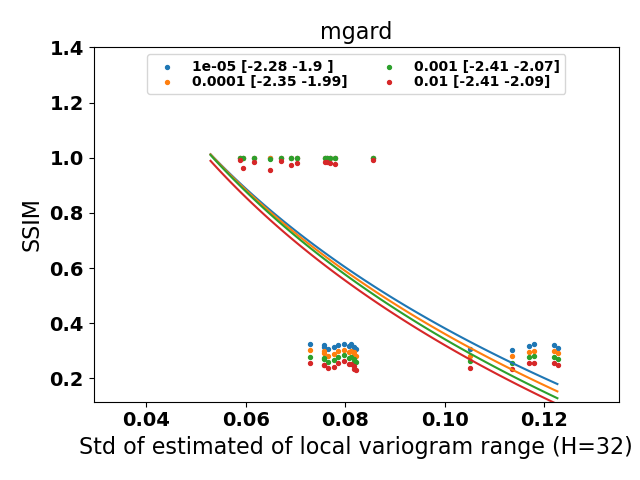 mgard
1e-05 [-2.28 -1.9 ]
0.0001 [-2.35 -1.99]
0.001 [-2.41 -2.07]
0.01 [-2.41 -2.09]
SSIM
1.4
1.2
1.0
0.8
0.6
0.4
0.2
0.04 0.06 0.08 0.10 0.12
Std of estimated of local variogram range (H=32)